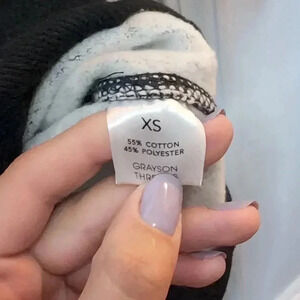 XS
55% COTTON
45% POLYESTER
GRAYSON